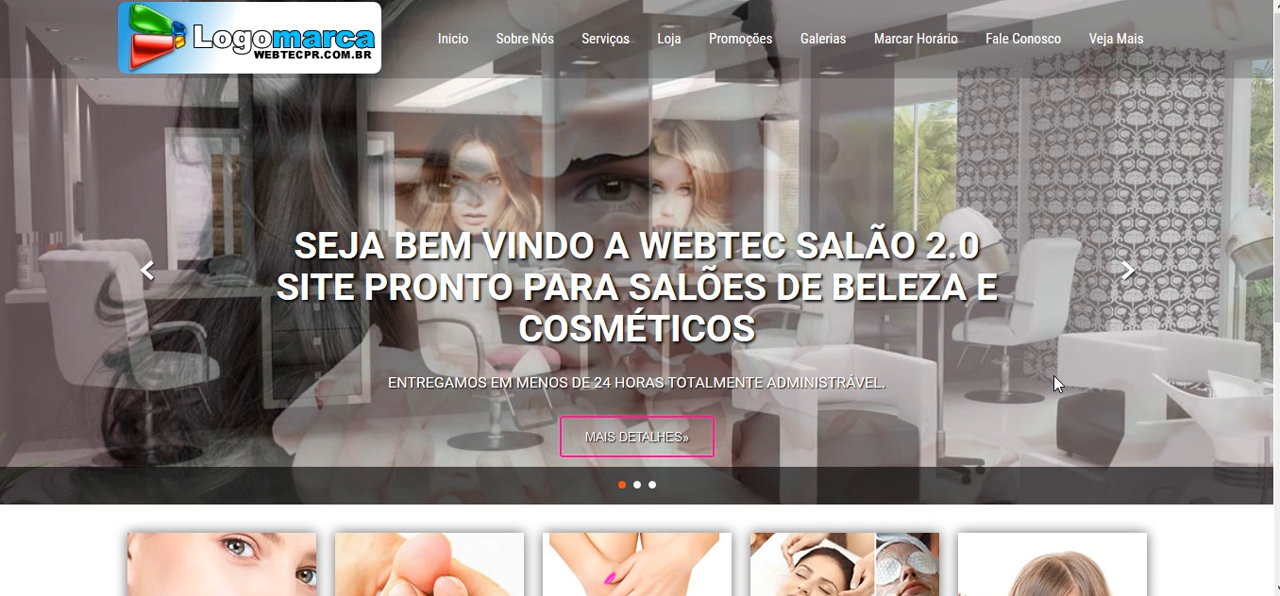 Logomarca
WEBTECPR.COM.BR
Inicio
Sobre Nós
Serviços
Loja
Promoções
Galerias
Marcar Horário
Fale Conosco
Veja Mais
SEJA BEM VINDO A WEBTEC SALÃO 2.0
SITE PRONTO PARA SALÕES DE BELEZA E
COSMÉTICOS
ENTREGAMOS EM MENOS DE 24 HORAS TOTALMENTE ADMINISTRÁVEL.
MAIS DETALHES»